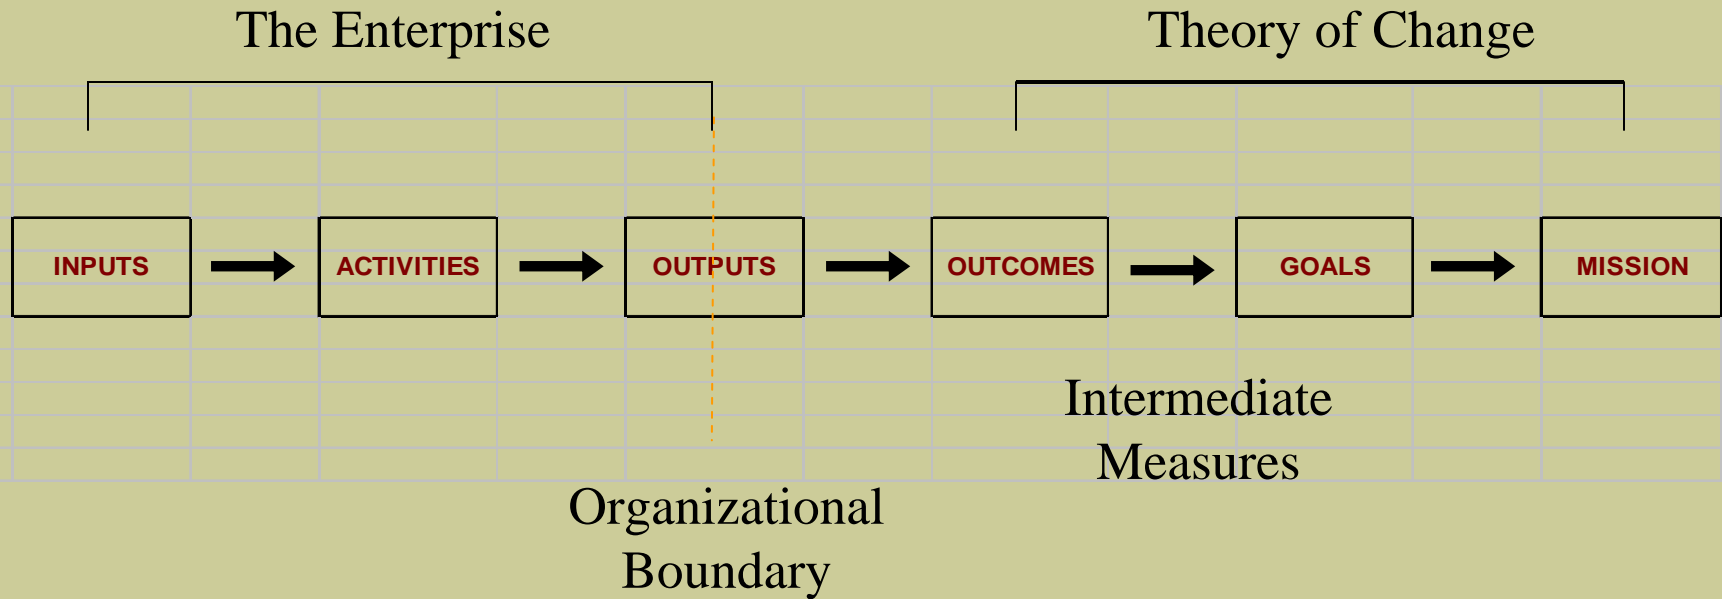 The Enterprise
Theory of Change
INPUTS
ACTIVITIES
OUTPUTS
OUTCOMES
GOALS
MISSION
Intermediate
Measures
Organizational
Boundary